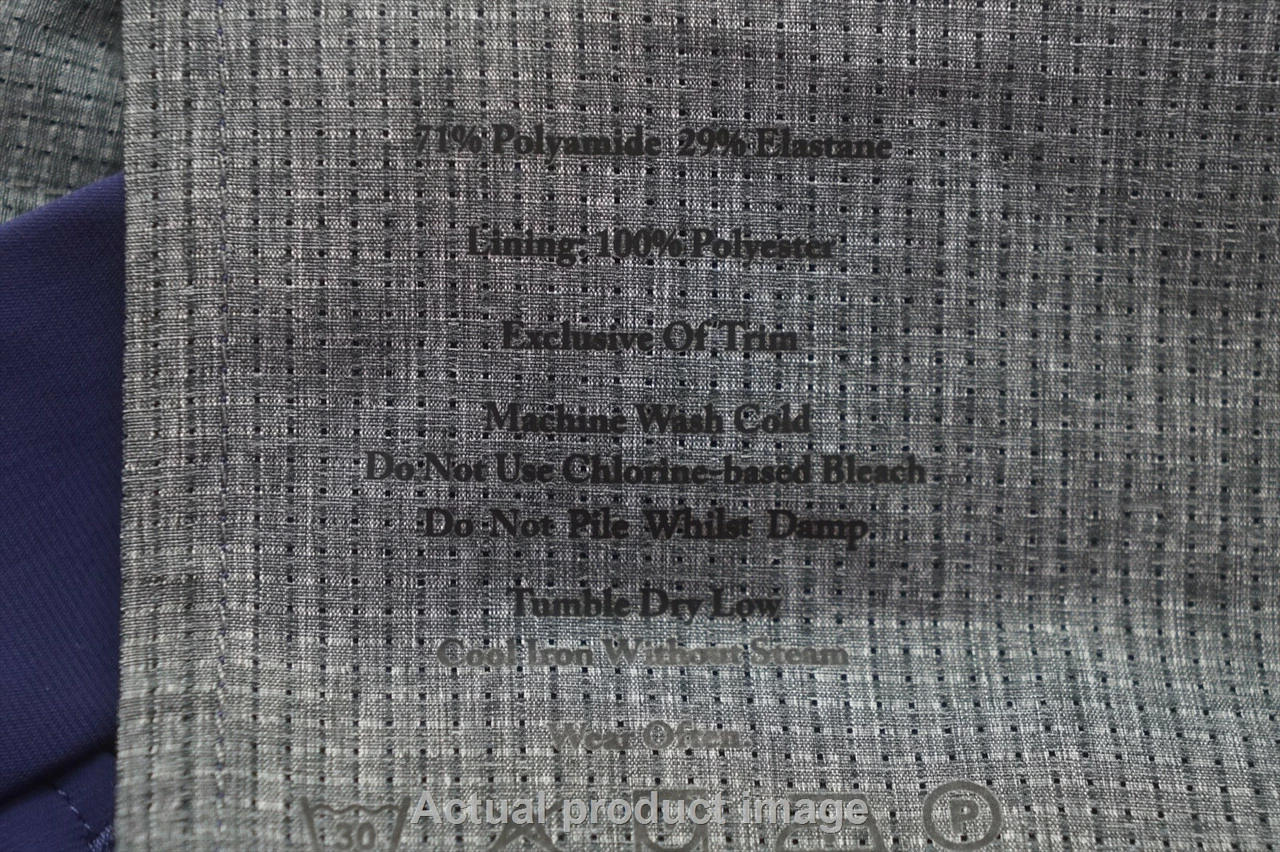 71% Polyamide 29% Elastane
Lining: 100% Polyester
Exclusive Of Trim
Machine Wash Cold
Do Not Use Chlorine-based Bleach
Do Not Pile Whilst Damp
Tumble Dry Low
Cool Iron Without Steam
Wear Often
30 P
Actual product image